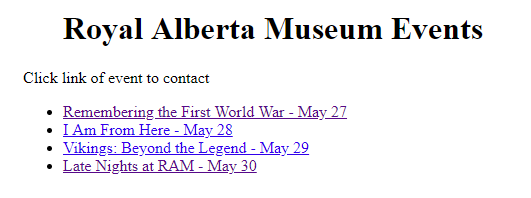 Royal Alberta Museum Events
Click link of event to contact
Remembering the First World War - May 27
I Am From Here - May 28
Vikings: Beyond the Legend - May 29
Late Nights at RAM - May 30